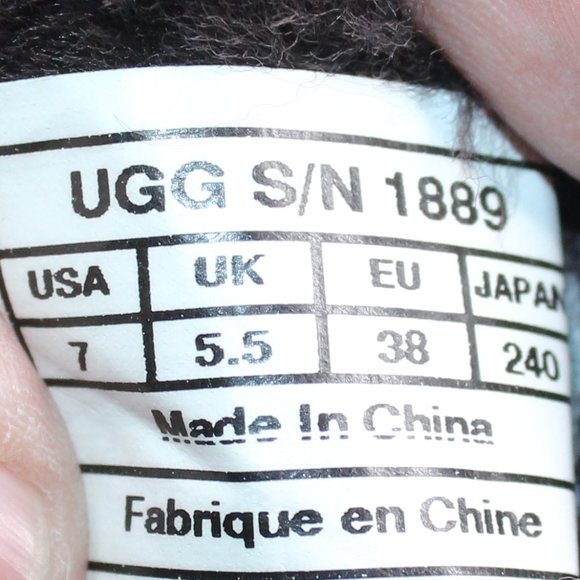 UGG S/N 1889
USA UK EU JAPAN
7 5.5 38 240
Made In China
Fabrique en Chine